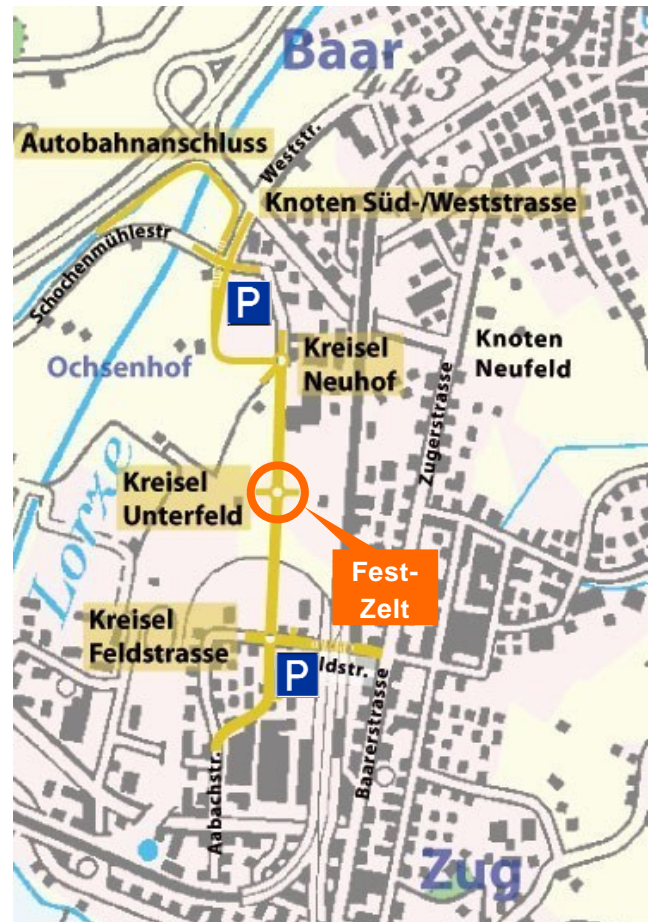 Baar
443
Autobahnanschluss
Weststr.
Knoten Süd-/Weststrasse
Schochenmühlestr
P
Ochsenhof
Kreisel
Neuhof
Knoten
Neufeld
Zugerstrasse
Lorze
Kreisel
Unterfeld
Fest-
Zelt
Kreisel
Feldstrasse
ldstr.
P
Baarerstrasse
Aabachstr.
Zug